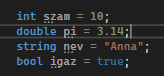 int szam = 10;
double pi = 3.14;
string nev = "Anna";
bool igaz = true;